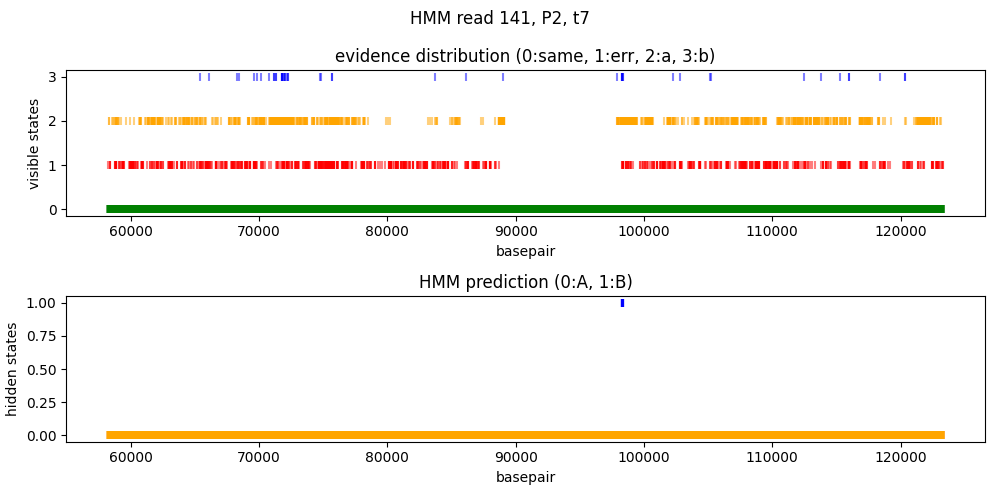 HMM read 141, P2, t7
evidence distribution (0:same, 1:err, 2:a, 3:b)
visible states
3
2
1
0
60000 70000 80000 90000 100000 110000 120000
basepair
HMM prediction (0:A, 1:B)
hidden states
1.00
0.75
0.50
0.25
0.00
60000 70000 80000 90000 100000 110000 120000
basepair